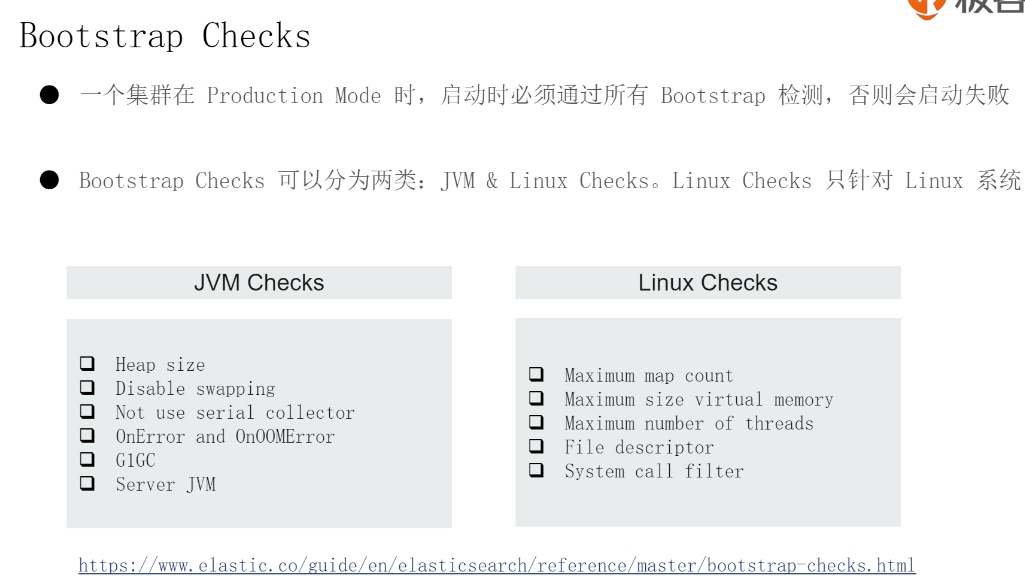 Bootstrap Checks
● 一个集群在 Production Mode 时，启动时必须通过所有 Bootstrap 检测，否则会启动失败
● Bootstrap Checks 可以分为两类：JVM & Linux Checks。Linux Checks 只针对 Linux 系统
JVM Checks
❑ Heap size
❑ Disable swapping
❑ Not use serial collector
❑ OnError and OnOOMError
❑ G1GC
❑ Server JVM
Linux Checks
❑ Maximum map count
❑ Maximum size virtual memory
❑ Maximum number of threads
❑ File descriptor
❑ System call filter
https://www.elastic.co/guide/en/elasticsearch/reference/master/bootstrap-checks.html